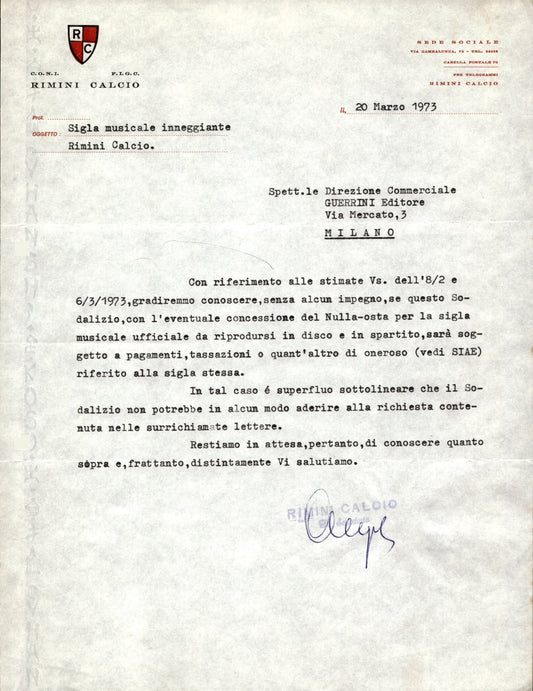 R
C
C.O.N.I. F.I.G.C.
RIMINI CALCIO
SEDE SOCIALE
CASELLA POSTALE 70
PER TELEGRAMMI
RIMINI CALCIO
lì, 20 Marzo 1973
Prot.
OGGETTO: Sigla musicale inneggiante
Rimini Calcio.
Spett.le Direzione Commerciale
GUERRINI Editore
Via Mercato,3
MILANO
Con riferimento alle stimate Vs. dell'8/2 e
6/3/1973,gradiremmo conoscere,senza alcun impegno,se questo So-
dalizio,con l'eventuale concessione del Nulla-osta per la sigla
musicale ufficiale da riprodursi in disco e in spartito,sarà sog-
getto a pagamenti,tassazioni o quant'altro di oneroso (vedi SIAE)
riferito alla sigla stessa.
In tal caso é superfluo sottolineare che il So-
dalizio non potrebbe in alcun modo aderire alla richiesta conte-
nuta nelle surrichiamate lettere.
Restiamo in attesa,pertanto,di conoscere quanto
sopra e,frattanto,distintamente Vi salutiamo.
RIMINI CALCIO